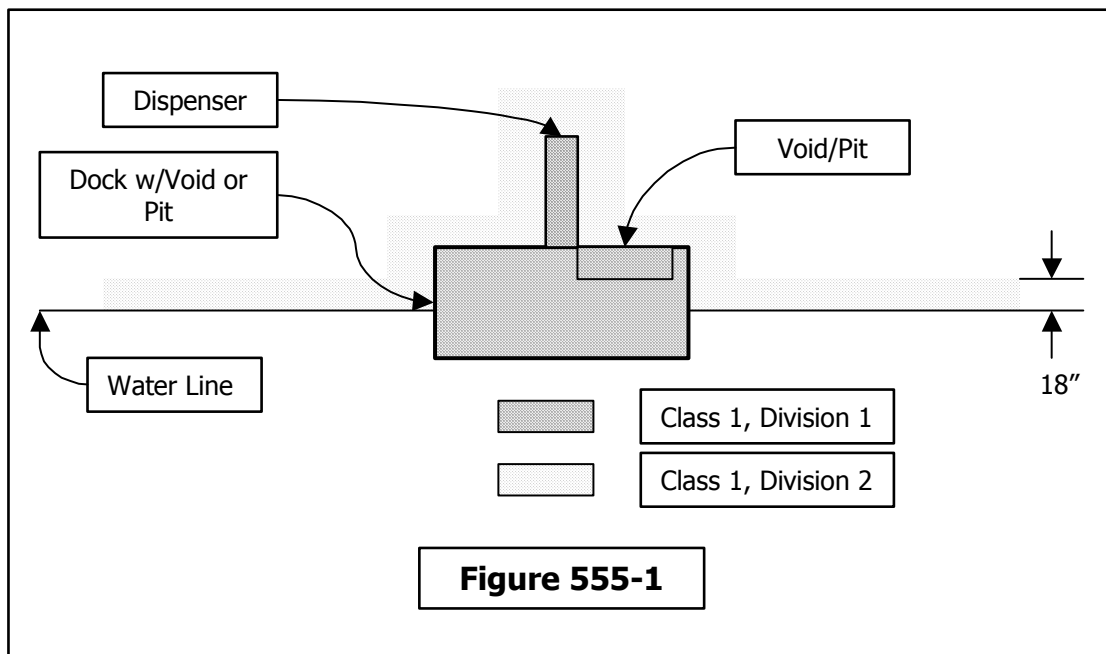 Dispenser
Void/Pit
Dock w/Void or
Pit
Water Line
18″
Class 1, Division 1
Class 1, Division 2
Figure 555-1